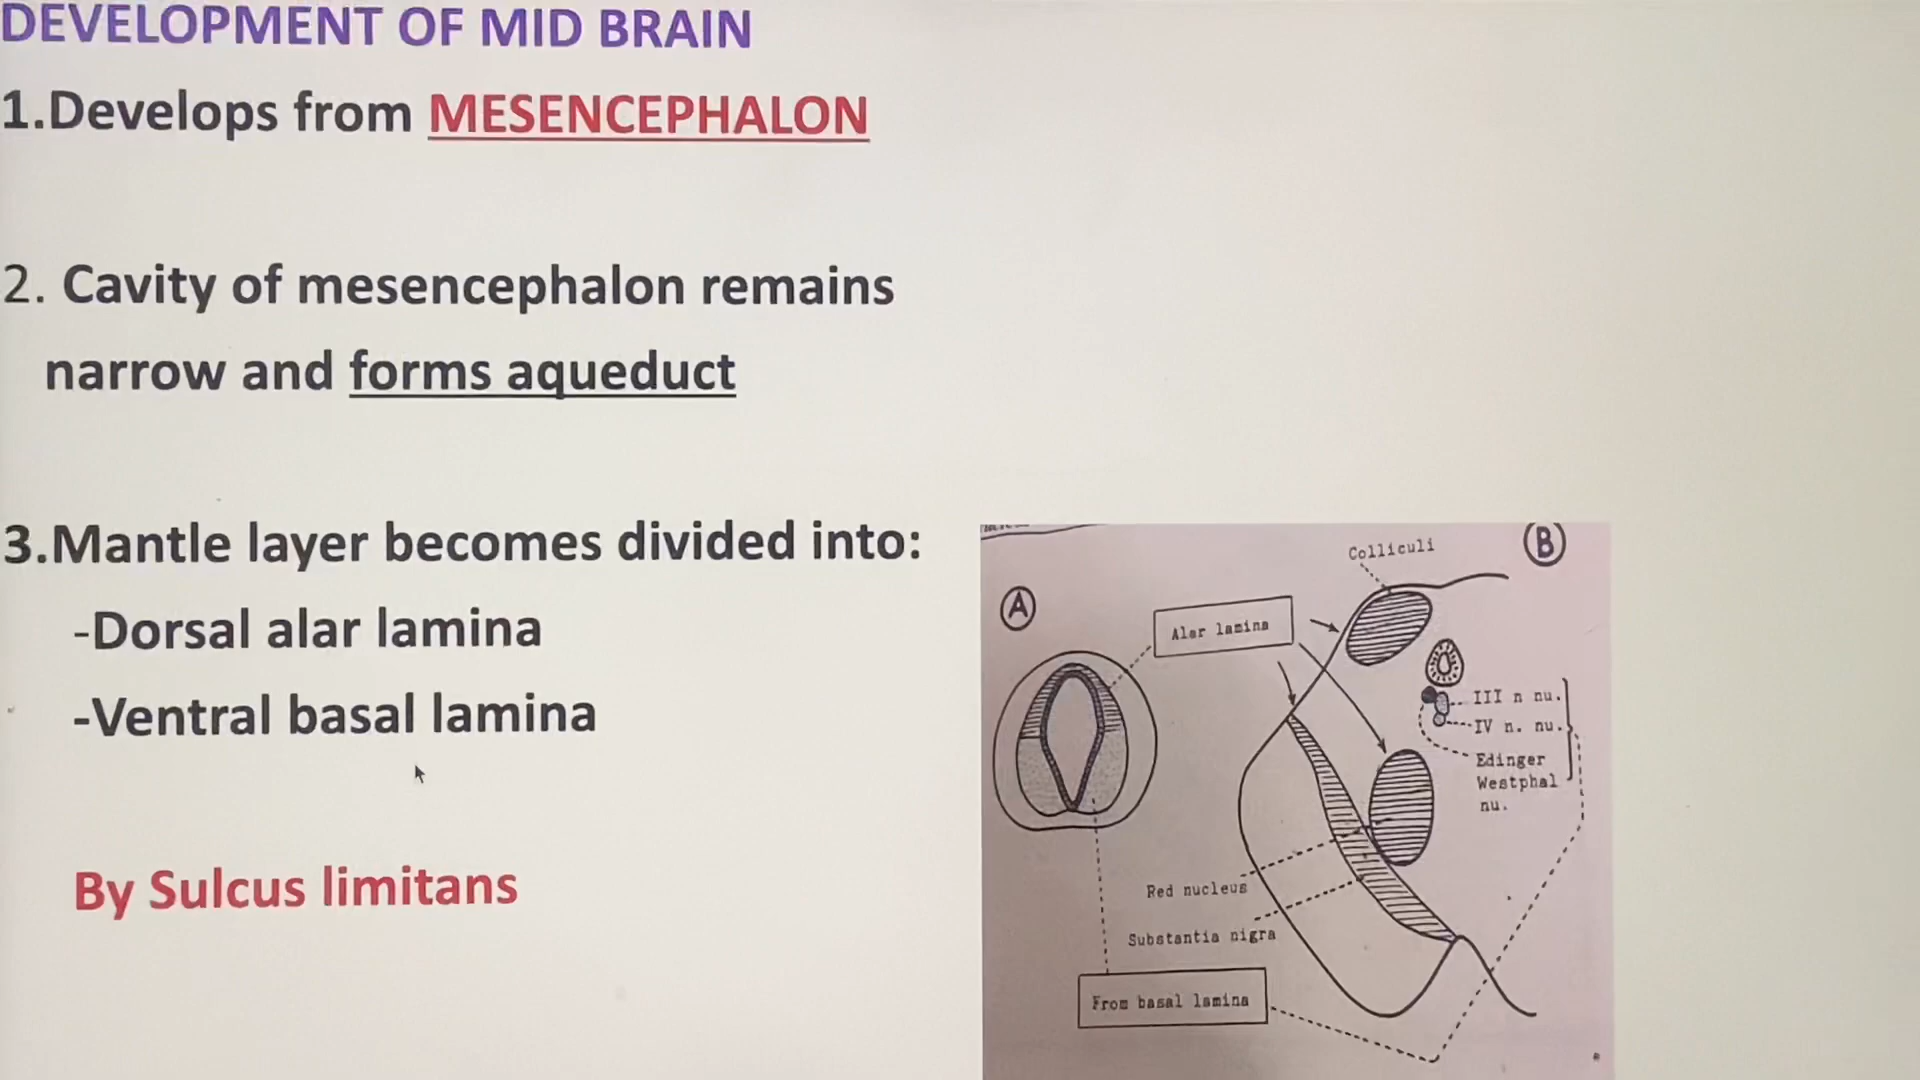 DEVELOPMENT OF MID BRAIN
1.Develops from MESENCEPHALON
2. Cavity of mesencephalon remains
narrow and forms aqueduct
3.Mantle layer becomes divided into:
-Dorsal alar lamina
-Ventral basal lamina
By Sulcus limitans
A
B
Colliculi
Alar lamina
III n nu.
IV n. nu.
Edinger
Westphal
nu.
Red nucleus
Substantia nigra
From basal lamina